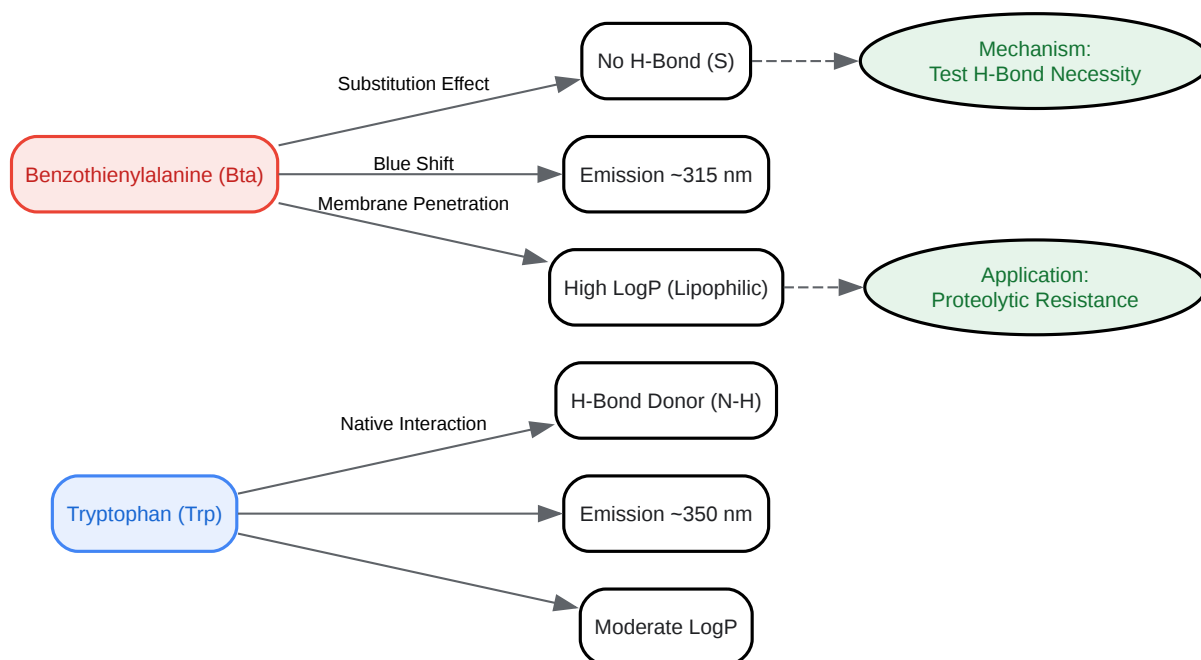 No H-Bond (S)
Mechanism:
Test H-Bond Necessity
Substitution Effect
Benzothienylalanine (Bta)
Blue Shift
Emission ~315 nm
Membrane Penetration
High LogP (Lipophilic)
Application:
Proteolytic Resistance
H-Bond Donor (N-H)
Native Interaction
Tryptophan (Trp)
Emission ~350 nm
Moderate LogP